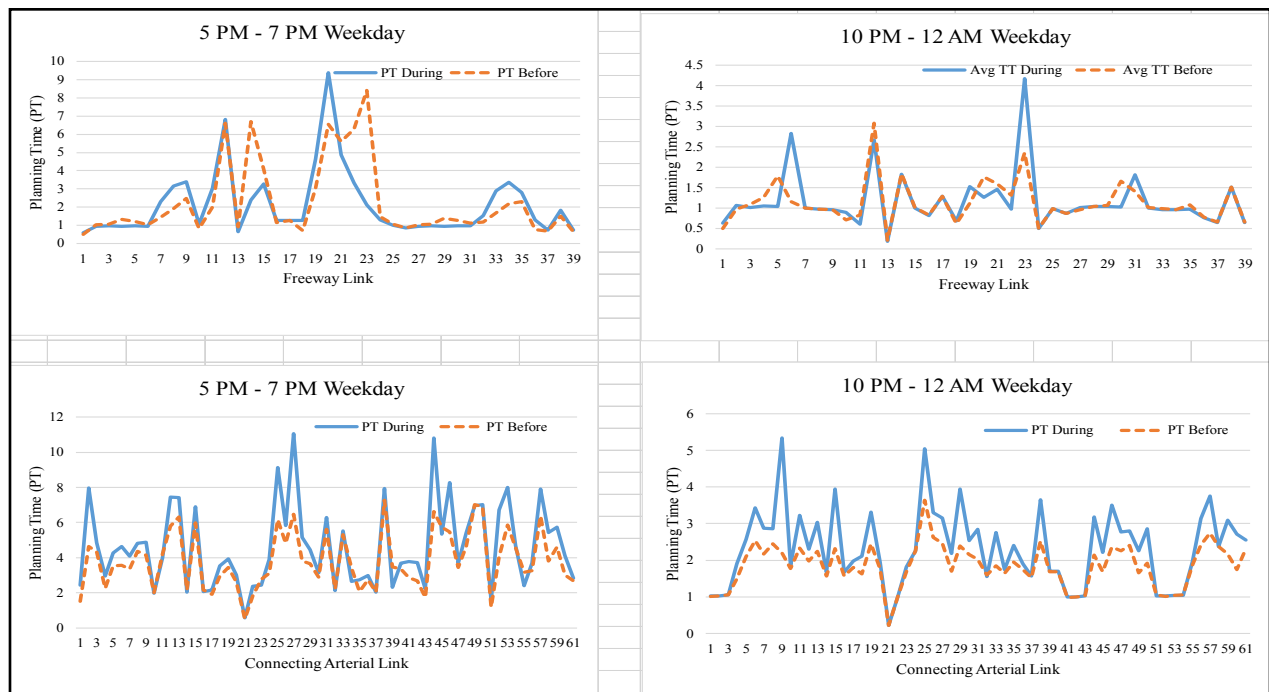 5 PM - 7 PM Weekday
PT During PT Before
Planning Time (PT)
10
9
8
7
6
5
4
3
2
1
0
1 3 5 7 9 11 13 15 17 19 21 23 25 27 29 31 33 35 37 39
Freeway Link
10 PM - 12 AM Weekday
Avg TT During Avg TT Before
Planning Time (PT)
4.5
4
3.5
3
2.5
2
1.5
1
0.5
0
1 3 5 7 9 11 13 15 17 19 21 23 25 27 29 31 33 35 37 39
Freeway Link
5 PM - 7 PM Weekday
PT During PT Before
Planning Time (PT)
12
10
8
6
4
2
0
1 3 5 7 9 11 13 15 17 19 21 23 25 27 29 31 33 35 37 39 41 43 45 47 49 51 53 55 57 59 61
Connecting Arterial Link
10 PM - 12 AM Weekday
PT During PT Before
Planning Time (PT)
6
5
4
3
2
1
0
1 3 5 7 9 11 13 15 17 19 21 23 25 27 29 31 33 35 37 39 41 43 45 47 49 51 53 55 57 59 61
Connecting Arterial Link